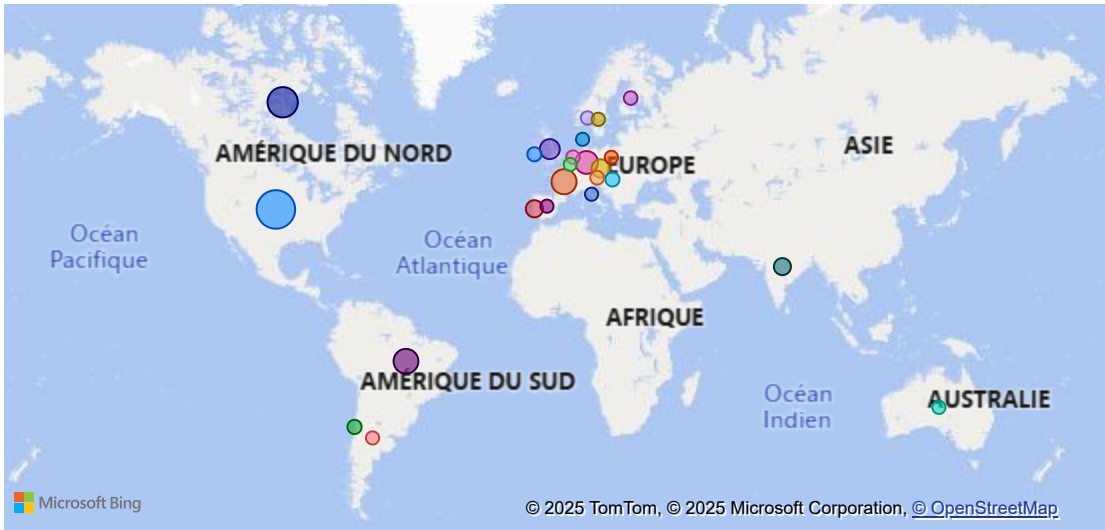 AMÉRIQUE DU NORD
ASIE
EUROPE
Océan
Pacifique
Océan
Atlantique
AFRIQUE
AMÉRIQUE DU SUD
Océan
Indien
AUSTRALIE
Microsoft Bing
© 2025 TomTom, © 2025 Microsoft Corporation, © OpenStreetMap